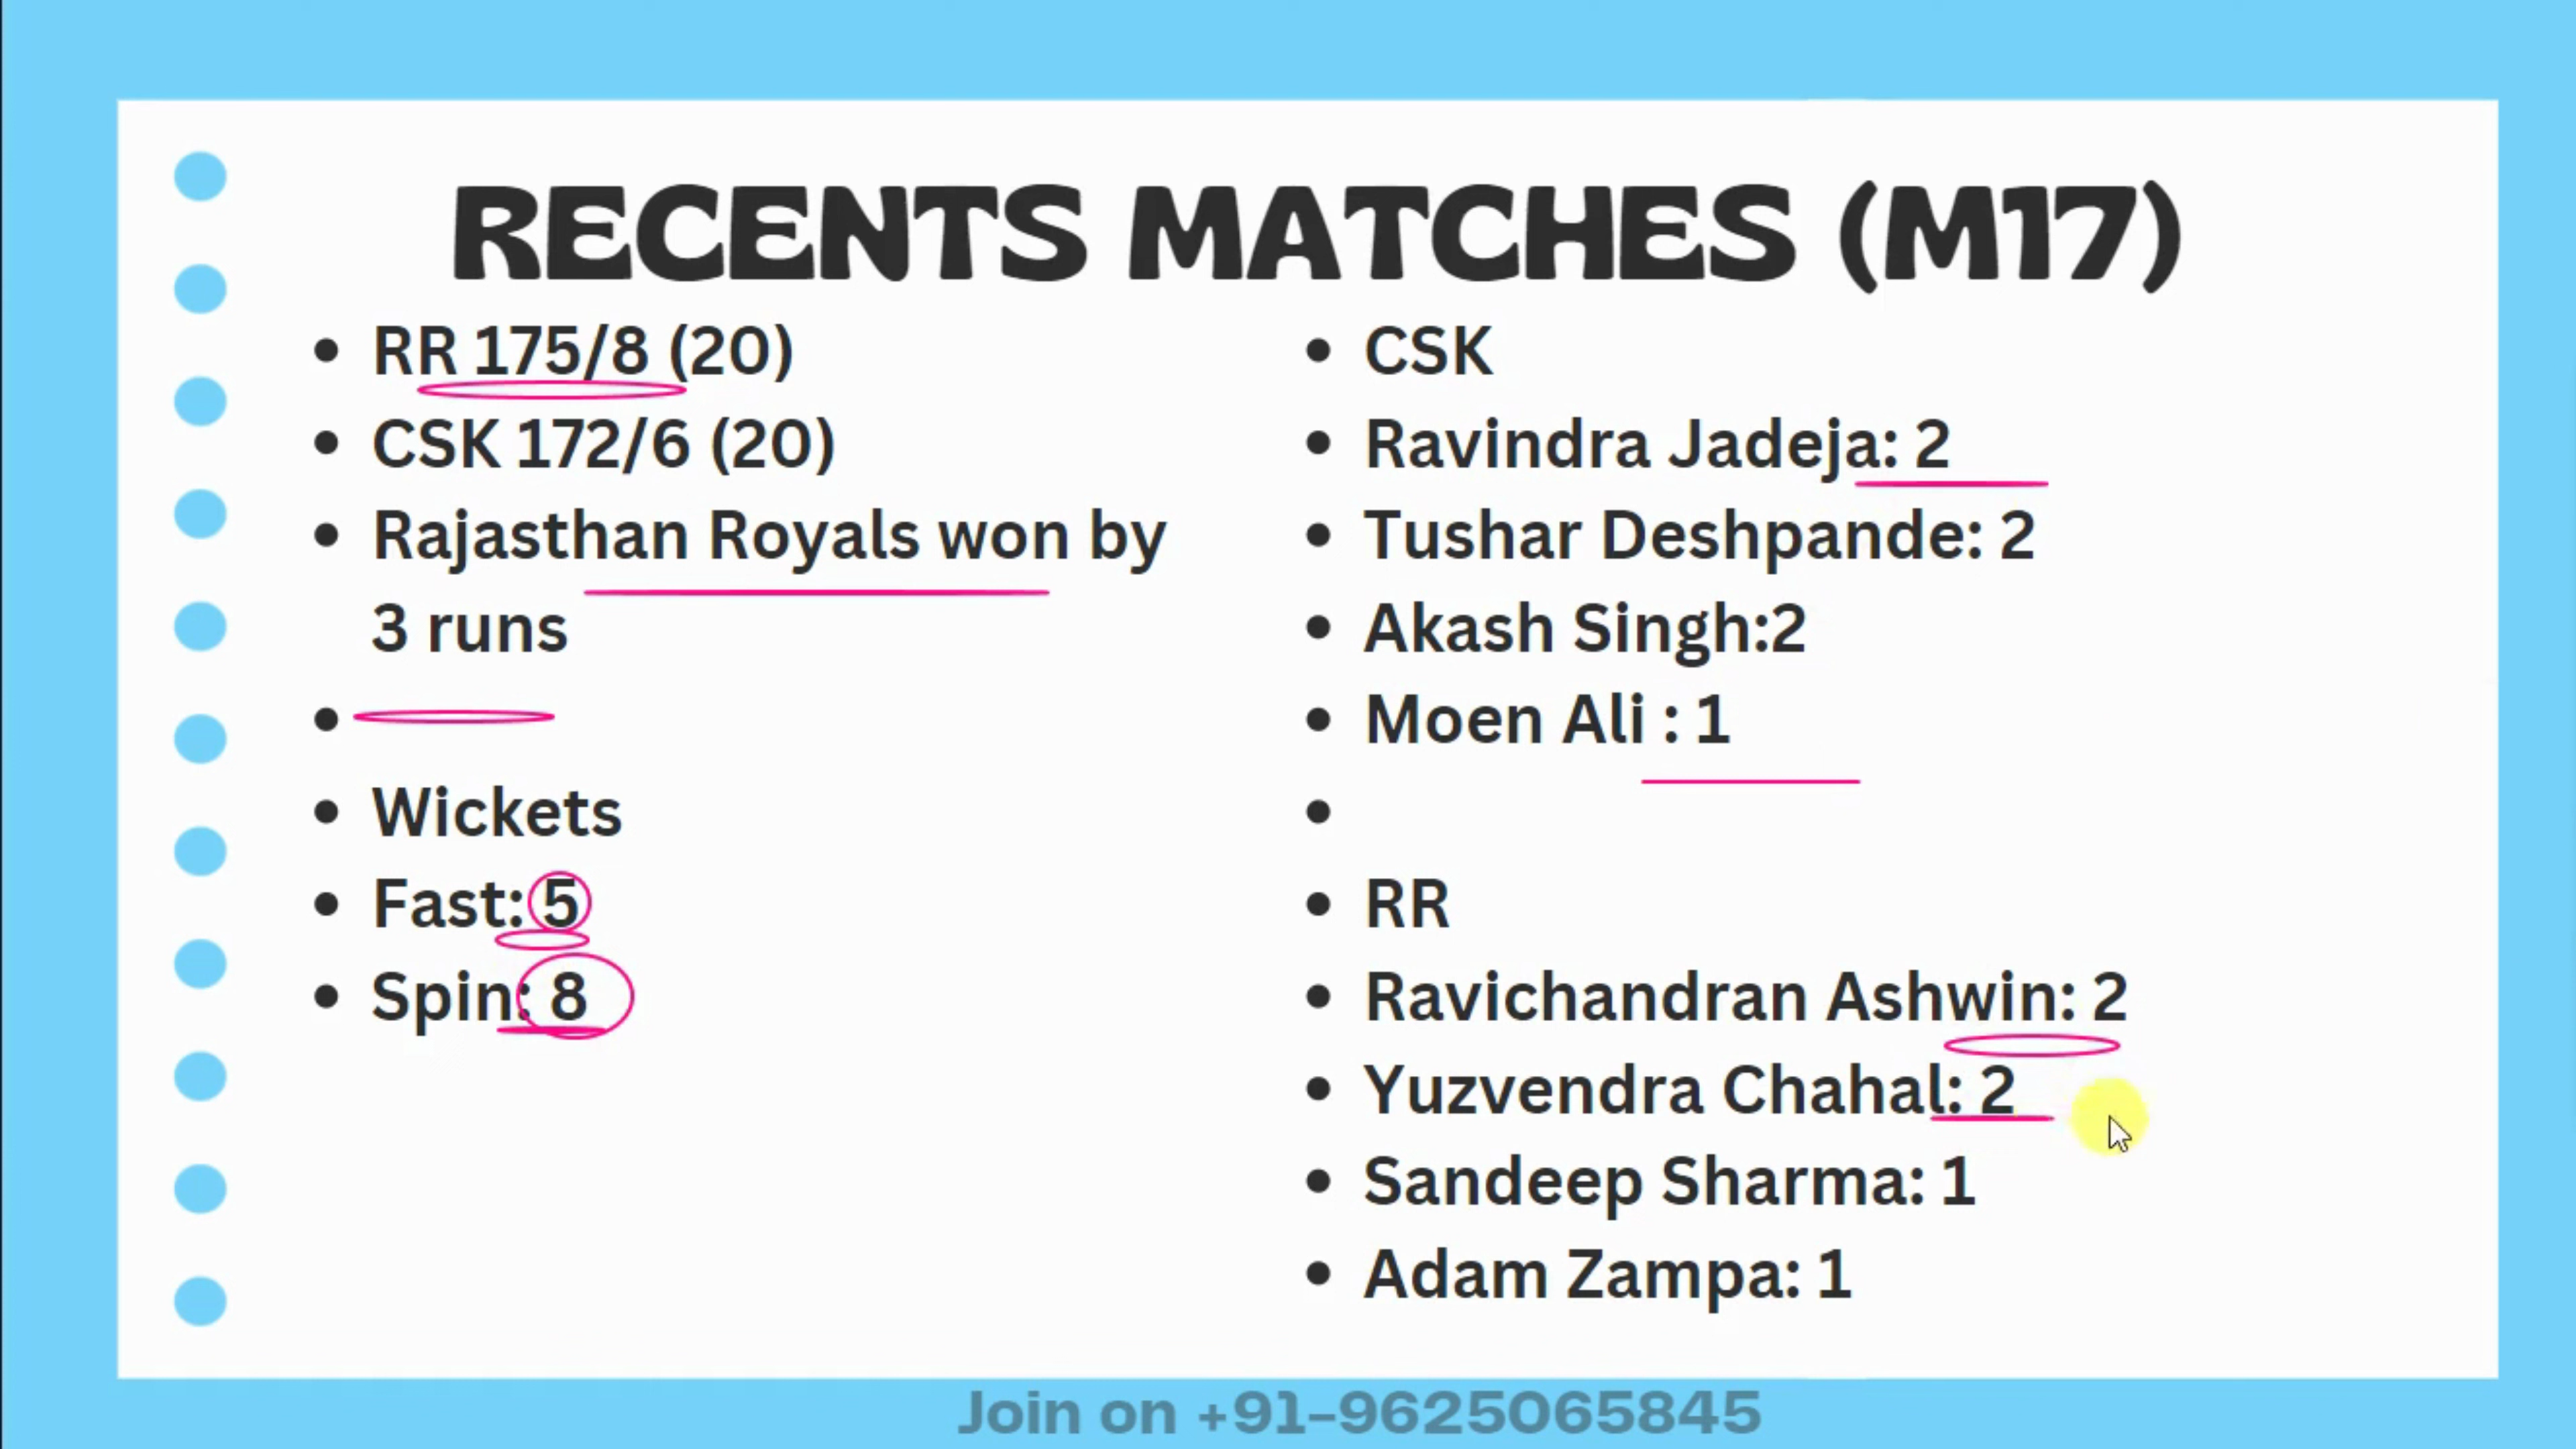 RECENTS MATCHES (M17)
• RR 175/8 (20)
• CSK 172/6 (20)
• Rajasthan Royals won by
3 runs
•
• Wickets
• Fast: 5
• Spin: 8
• CSK
• Ravindra Jadeja: 2
• Tushar Deshpande: 2
• Akash Singh:2
• Moen Ali : 1
•
• RR
• Ravichandran Ashwin: 2
• Yuzvendra Chahal: 2
• Sandeep Sharma: 1
• Adam Zampa: 1
Join on +91-9625065845